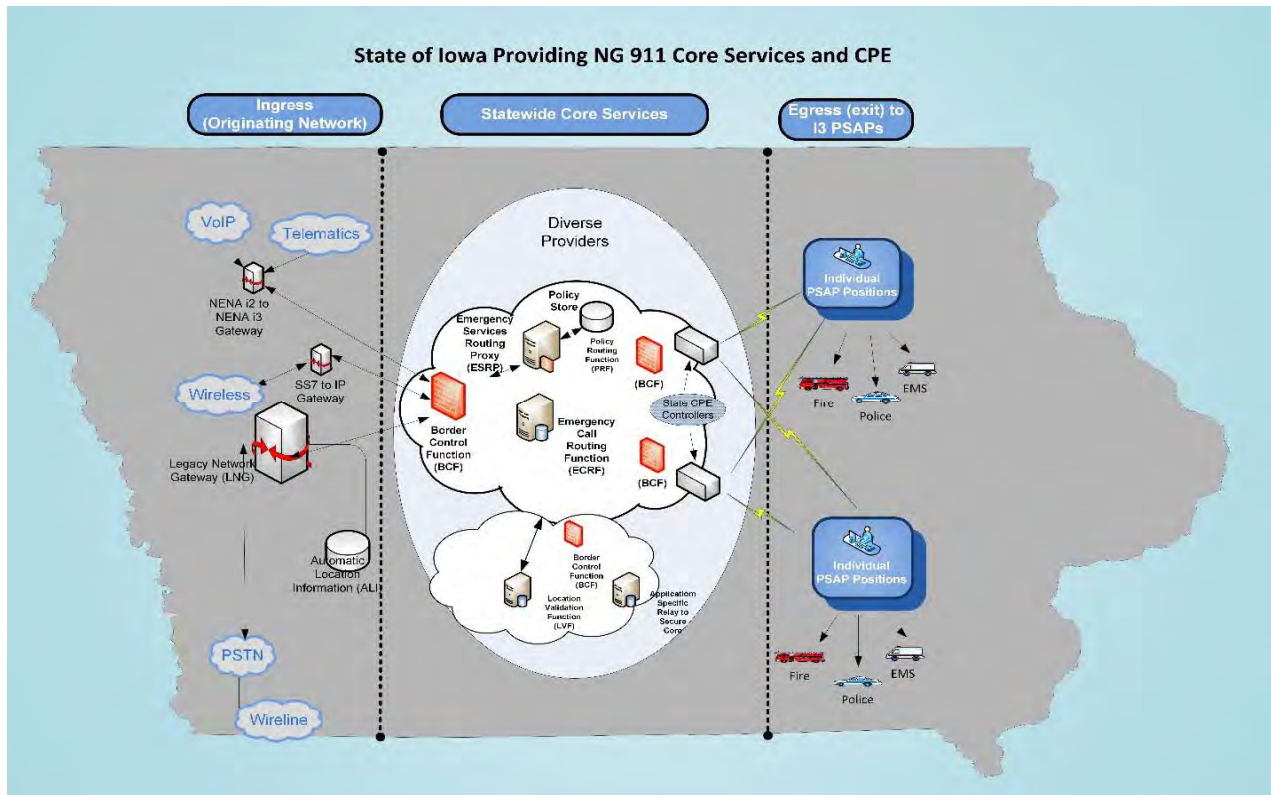 State of Iowa Providing NG 911 Core Services and CPE
Ingress
(Originating Network)
Statewide Core Services
Egress (exit) to
I3 PSAPs
VoIP
Telematics
NENA i2 to
NENA i3
Gateway
SS7 to IP
Gateway
Wireless
Legacy Network
Gateway (LNG)
Automatic
Location
Information (ALI
PSTN
Wireline
Diverse
Providers
Policy
Store
Emergency
Services
Routing
Proxy
(ESRP)
Policy
Routing
Function
(PRF)
(BCF)
State CPE
Controllers
Border
Control
Function
(BCF)
Emergency
Call
Routing
Function
(ECRF)
(BCF)
Border
Control
Function
(BCF)
Location
Validation
Function
(LVF)
Application
Specific
Relay to
Secure
Core
Individual
PSAP Positions
Fire
Police
EMS
Individual
PSAP Positions
Fire
Police
EMS